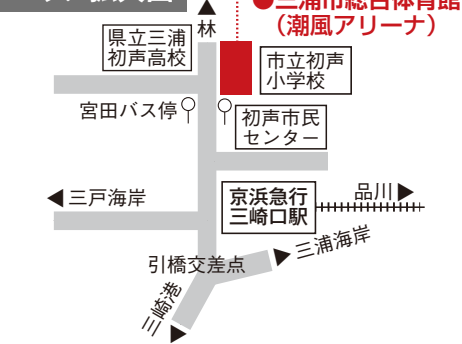 拡大図
●三浦市総合体育館
（潮風アリーナ）
林
県立三浦
初声高校
市立初声
小学校
宮田バス停
初声市民
センター
三戸海岸
京浜急行
三崎口駅
品川
引橋交差点
三浦海岸
三崎港